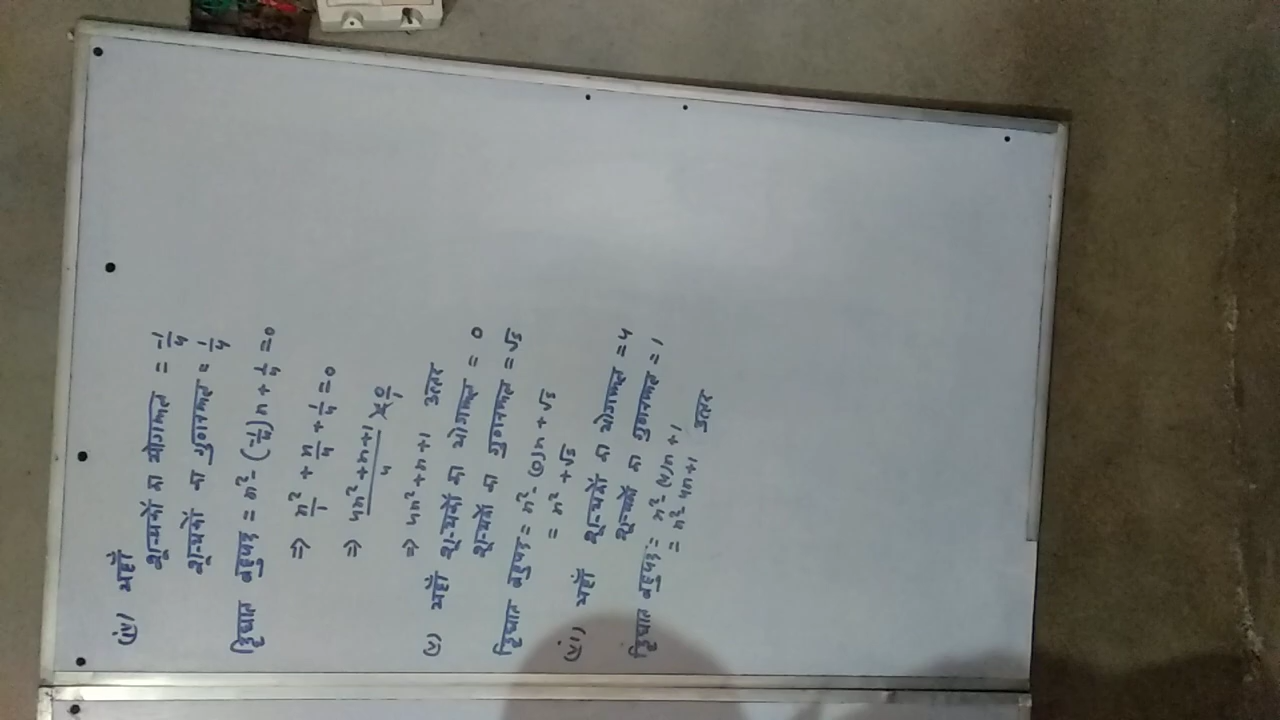 (iv) यहाँ
शून्यकों का योगफल = -1/4
शून्यकों का गुणनफल = 1/4
द्विघात बहुपद = x² - (-1/4)x + 1/4 = 0
⇒ x²/1 + x/4 + 1/4 = 0
⇒ 4x² + x + 1 / 4 = 0/1
⇒ 4x² + x + 1 उत्तर
(v) यहाँ शून्यकों का योगफल = 0
शून्यकों का गुणनफल = √5
द्विघात बहुपद = x² - (0)x + √5
= x² + √5
(vi) यहाँ शून्यकों का योगफल = 4
शून्यकों का गुणनफल = 1
द्विघात बहुपद = x² - (4)x + 1
= x² - 4x + 1 उत्तर